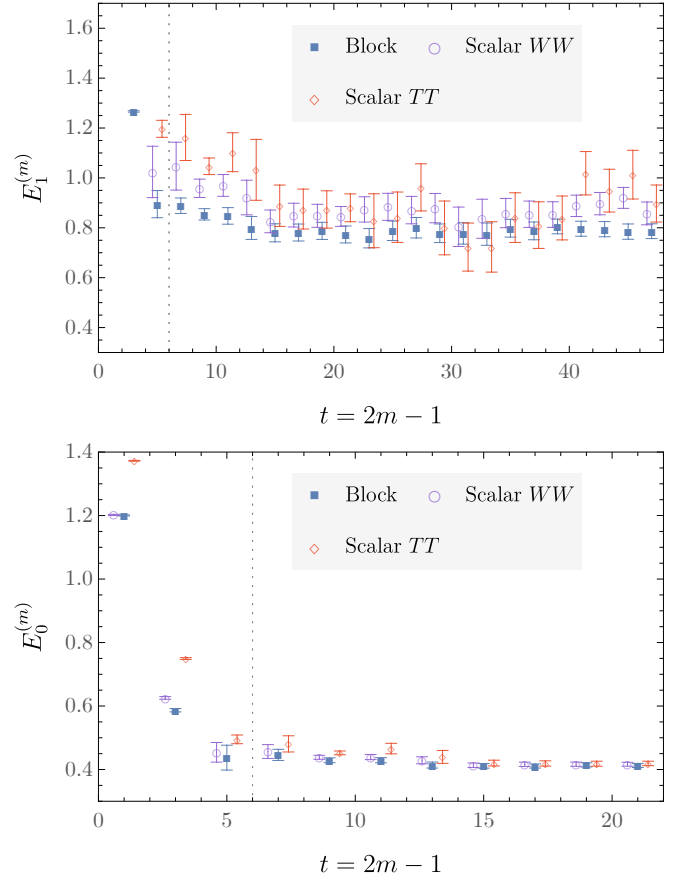 1.6
1.4
1.2
1.0
0.8
0.6
0.4
E_1^{(m)}
Block
Scalar WW
Scalar TT
0 10 20 30 40
t = 2m − 1
1.4
1.2
1.0
0.8
0.6
0.4
E_0^{(m)}
Block
Scalar WW
Scalar TT
0 5 10 15 20
t = 2m − 1